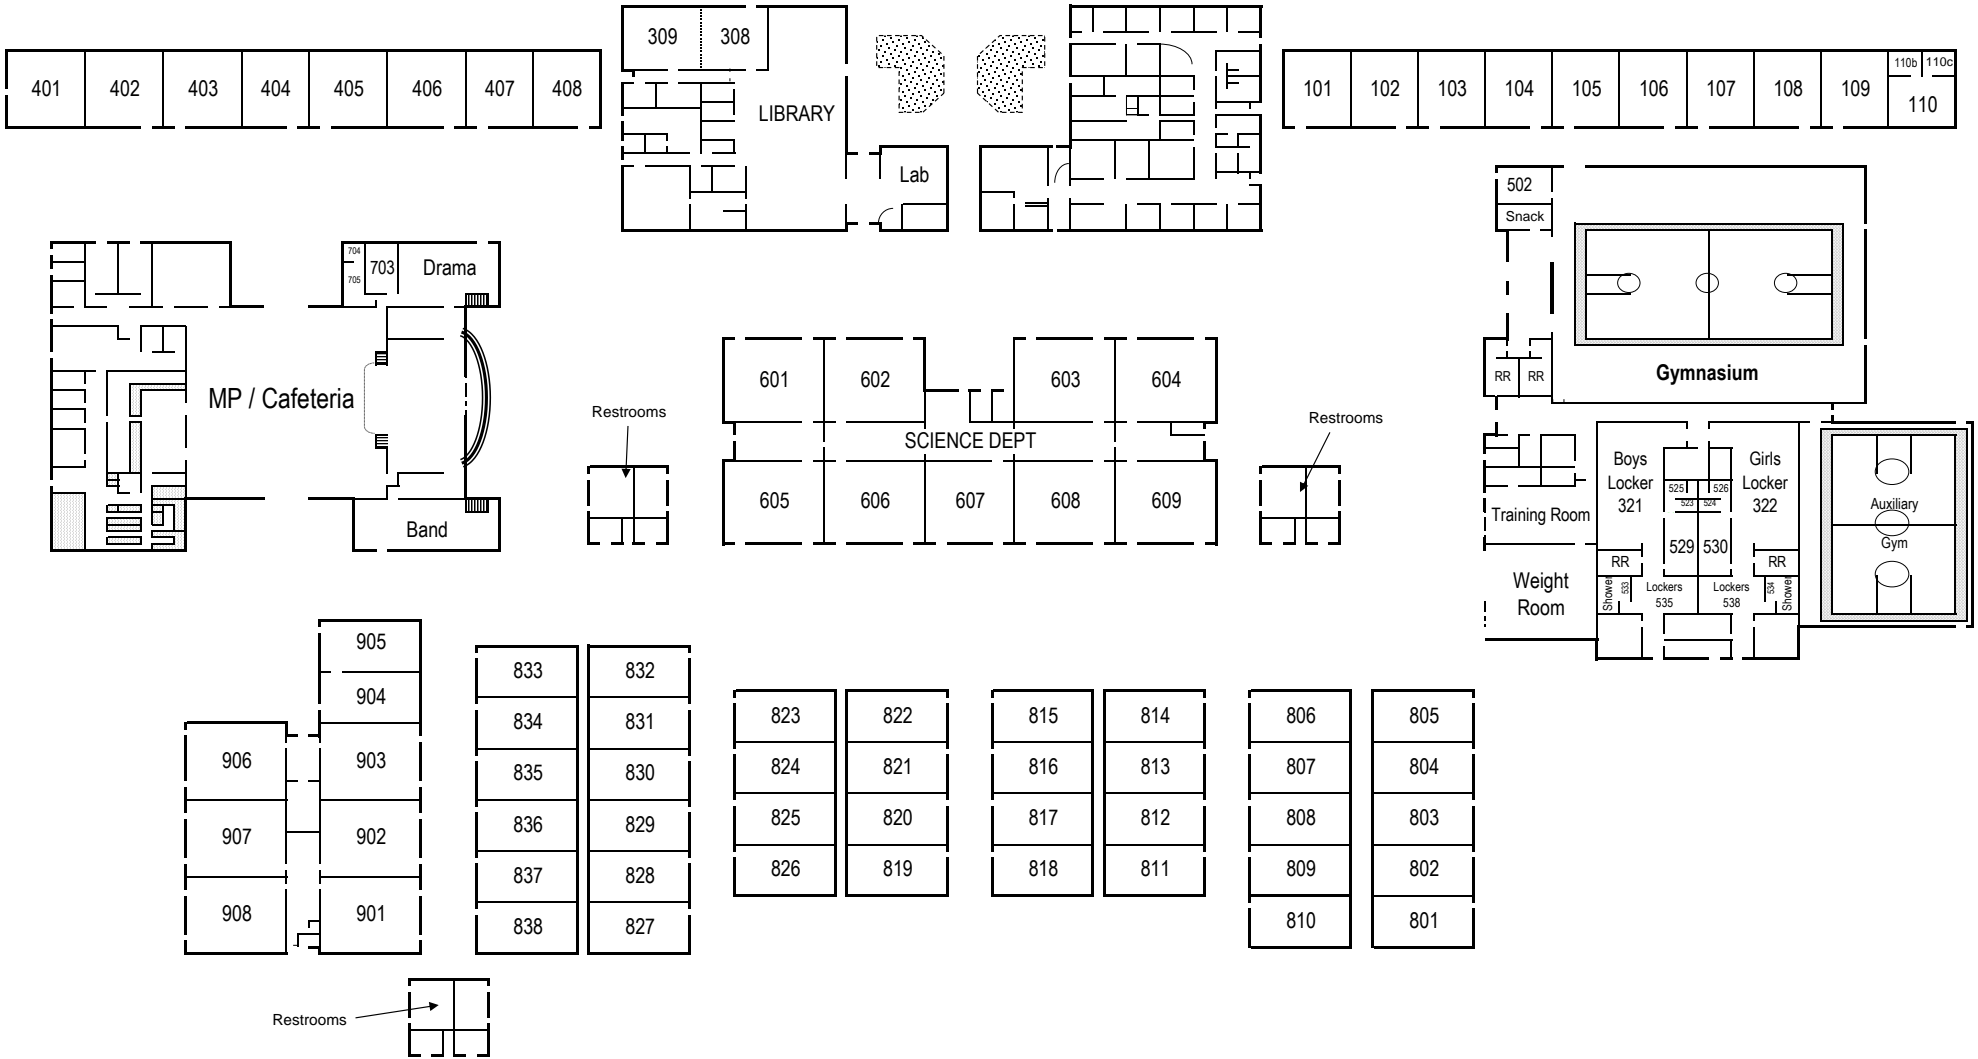 309 308
401 402 403 404 405 406 407 408
LIBRARY
Lab
101 102 103 104 105 106 107 108 109 110b 110c
110
502
Snack
704
705
703
Drama
MP / Cafeteria
Band
Restrooms
601 602 603 604
SCIENCE DEPT
605 606 607 608 609
Restrooms
RR RR
Gymnasium
Boys
Locker
321
Girls
Locker
322
525 526
523 524
529 530
Training Room
Weight
Room
RR
RR
Shower
533
Lockers
535
Lockers
538
534
Shower
Auxiliary
Gym
905
904
903
902
901
906
907
908
833 832
834 831
835 830
836 829
837 828
838 827
823 822
824 821
825 820
826 819
815 814
816 813
817 812
818 811
806 805
807 804
808 803
809 802
810 801
Restrooms